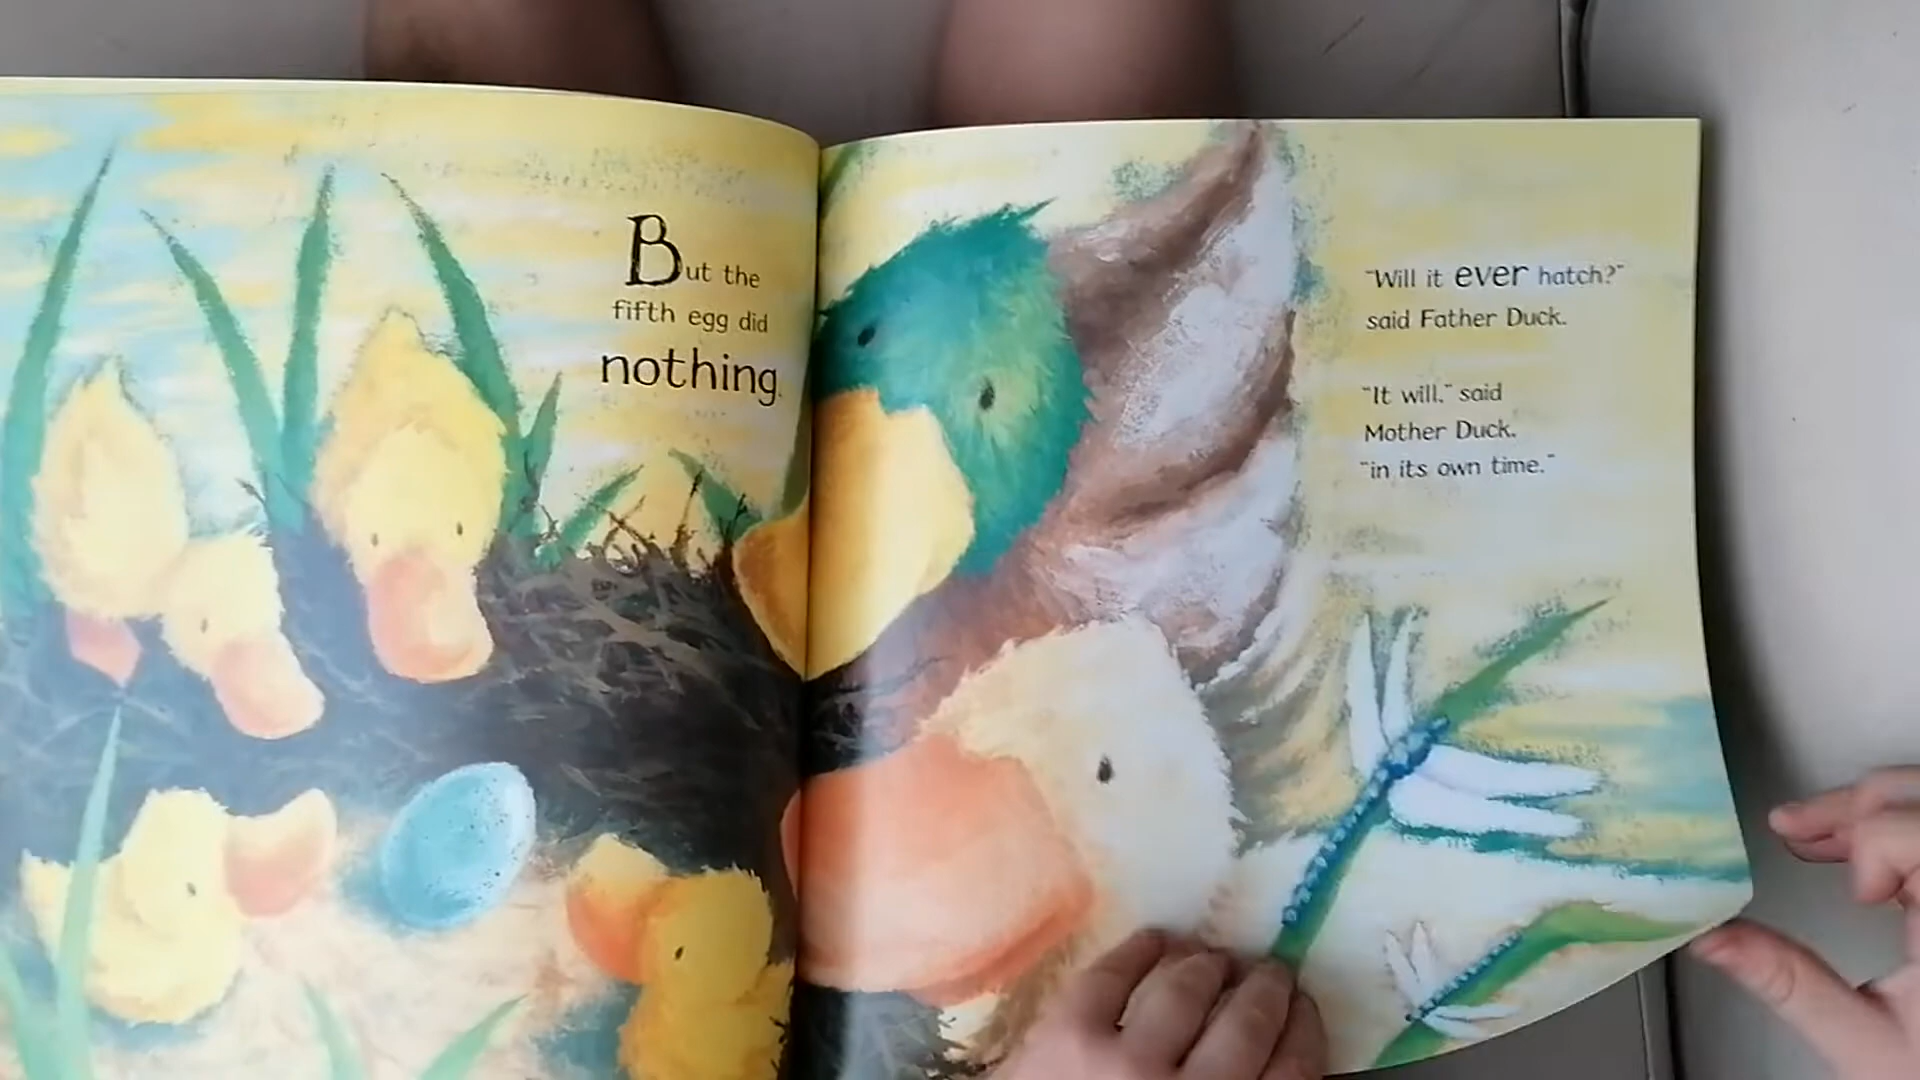 But the
fifth egg did
nothing.
"Will it ever hatch?"
said Father Duck.
"It will," said
Mother Duck,
"in its own time."